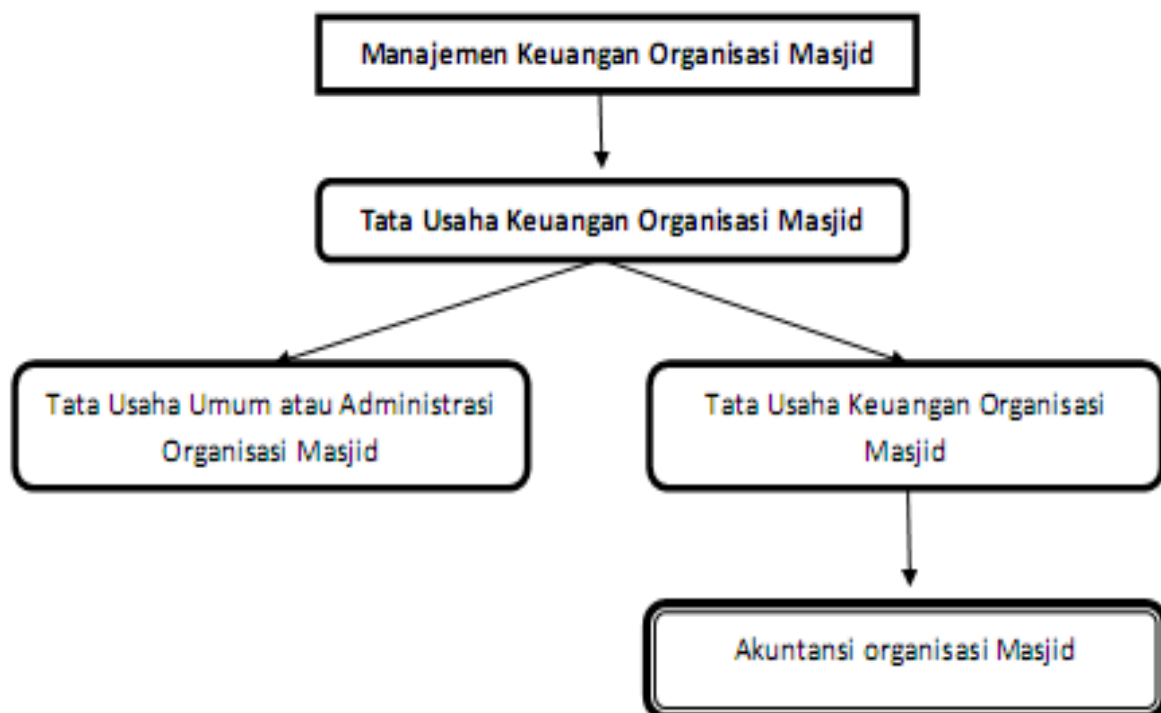 Manajemen Keuangan Organisasi Masjid
Tata Usaha Keuangan Organisasi Masjid
Tata Usaha Umum atau Administrasi
Organisasi Masjid
Tata Usaha Keuangan Organisasi
Masjid
Akuntansi organisasi Masjid